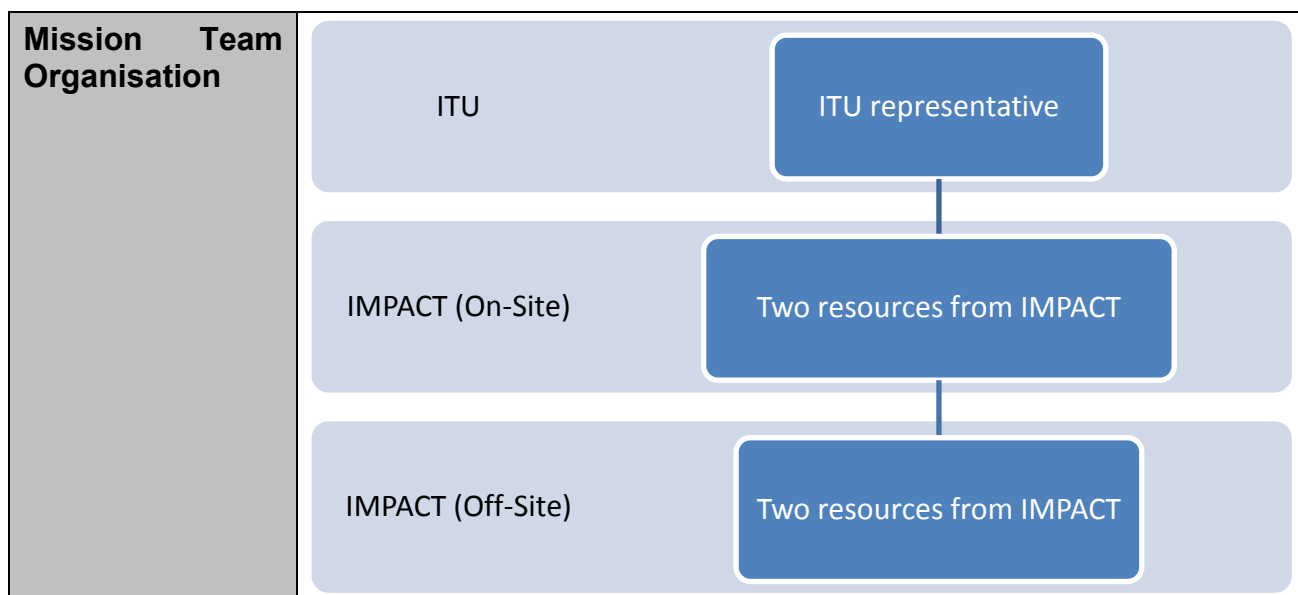 Mission Team
Organisation
ITU
ITU representative
IMPACT (On-Site)
Two resources from IMPACT
IMPACT (Off-Site)
Two resources from IMPACT